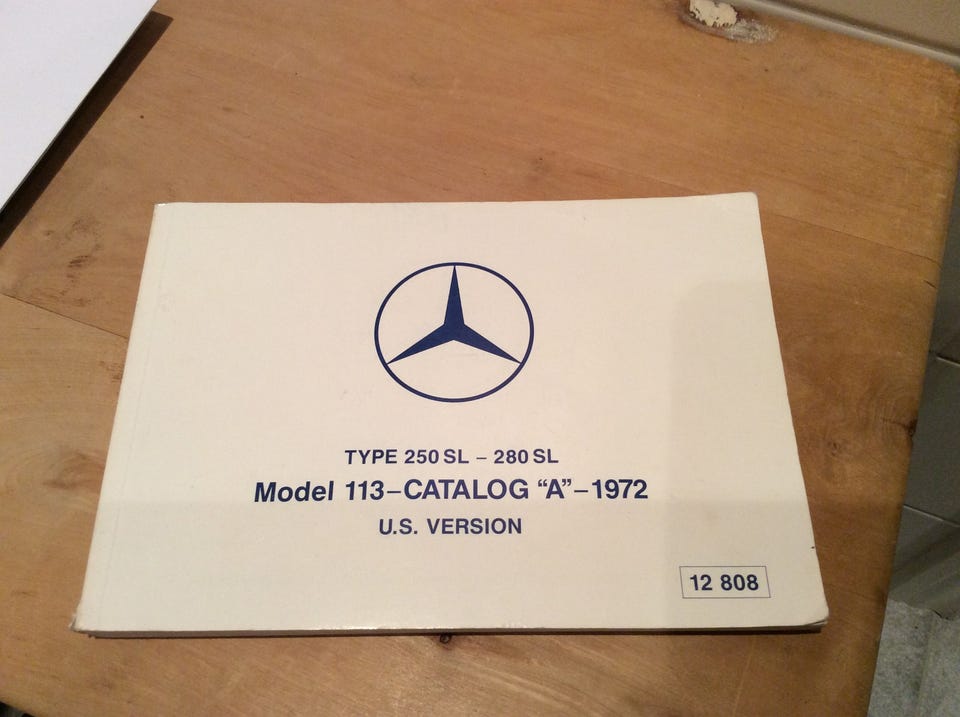 TYPE 250 SL – 280 SL
Model 113–CATALOG “A”–1972
U.S. VERSION
12 808